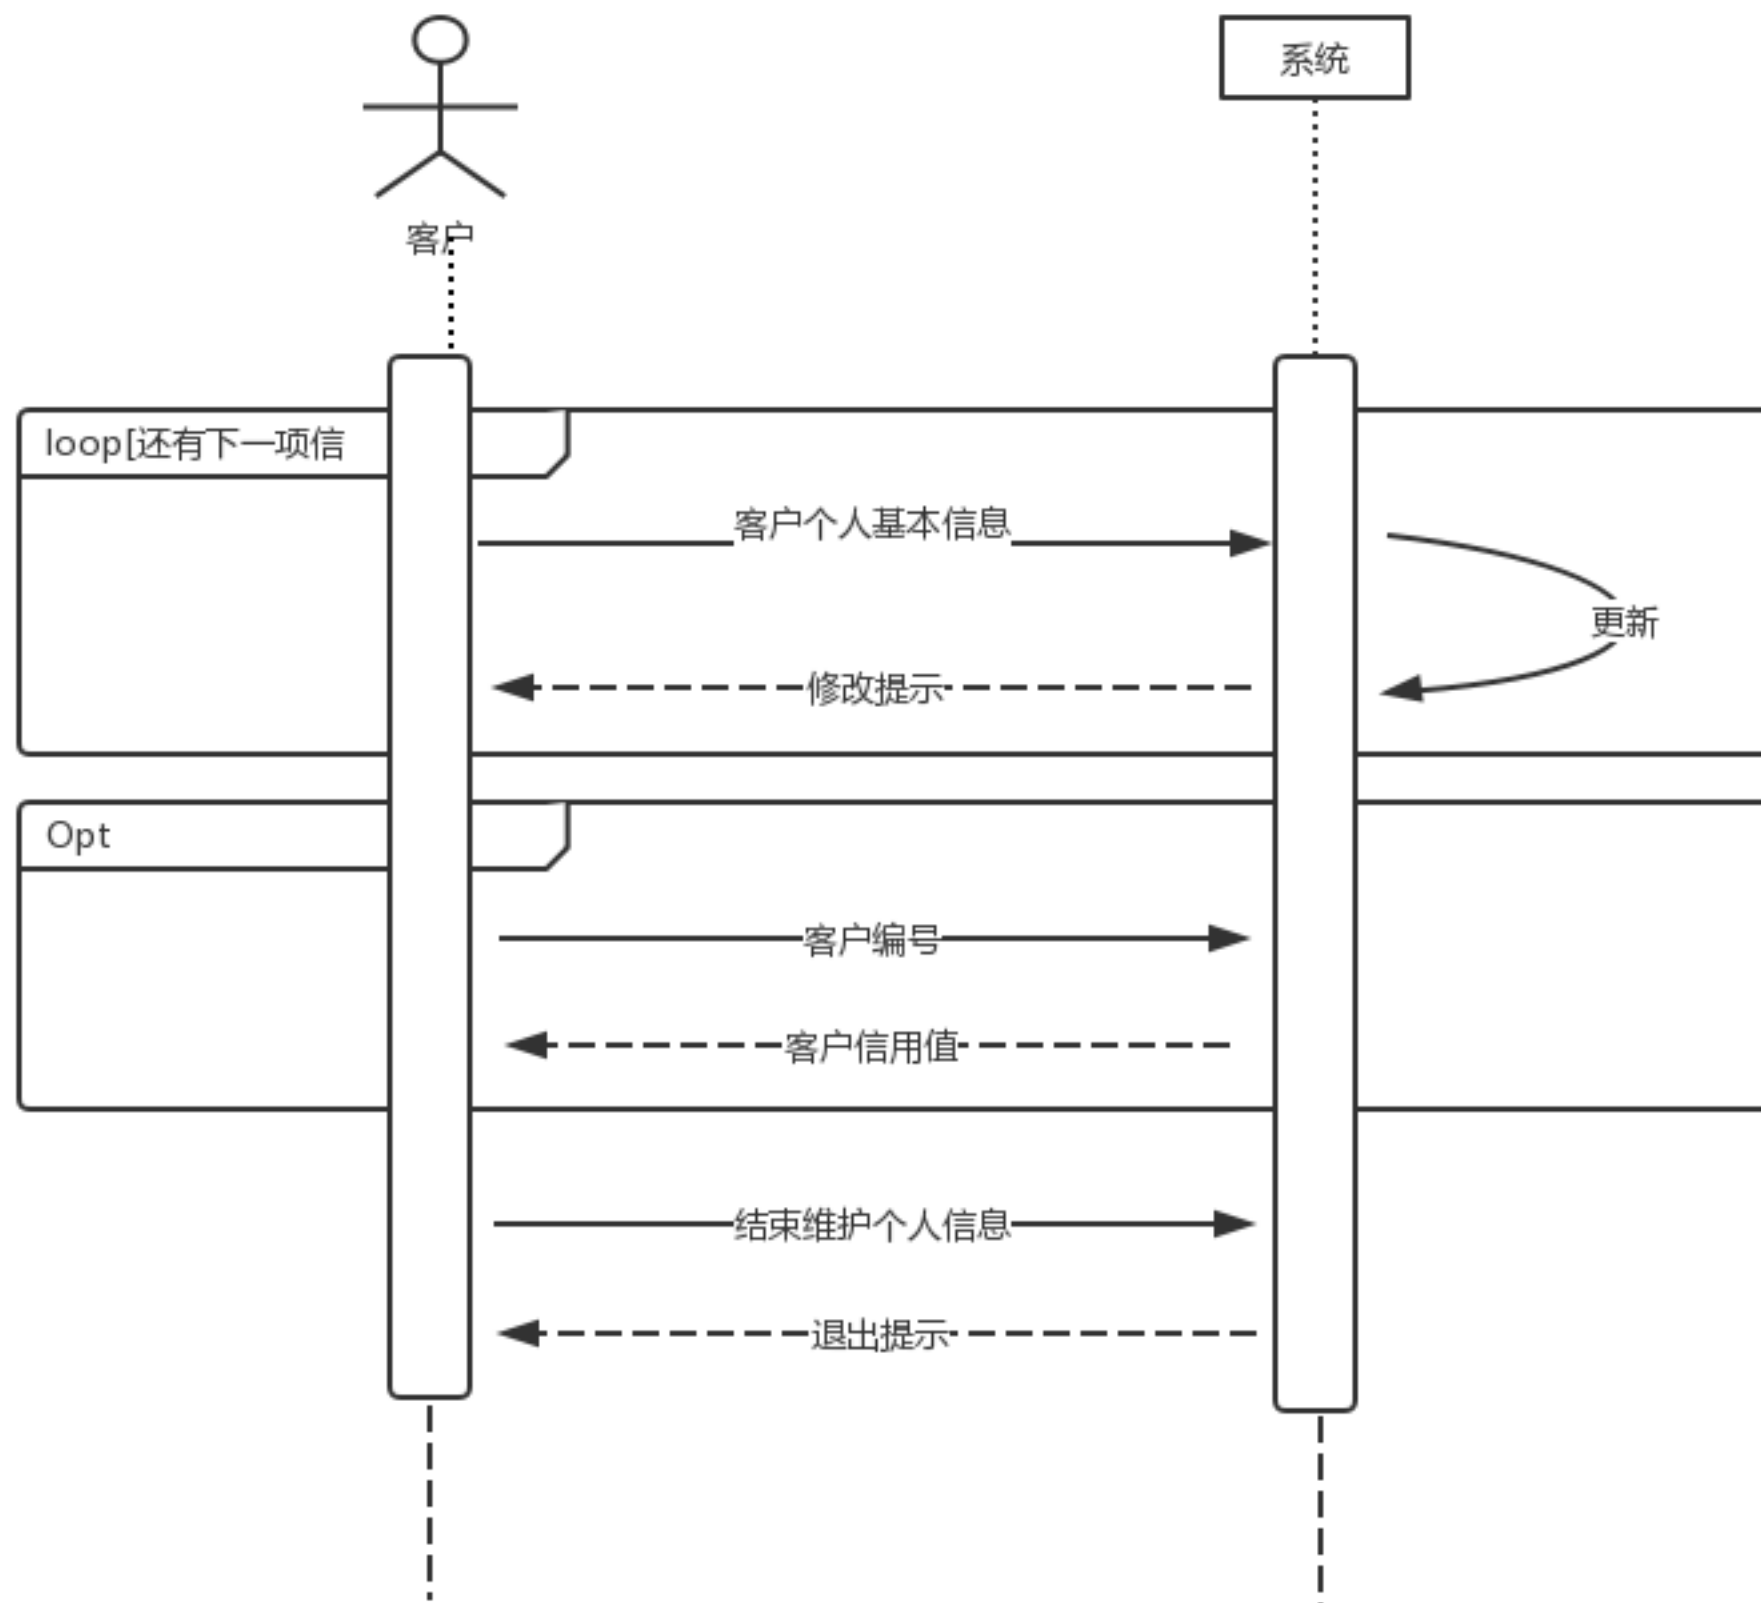 系统
客户
loop[还有下一项信
客户个人基本信息
更新
修改提示
Opt
客户编号
客户信用值
结束维护个人信息
退出提示